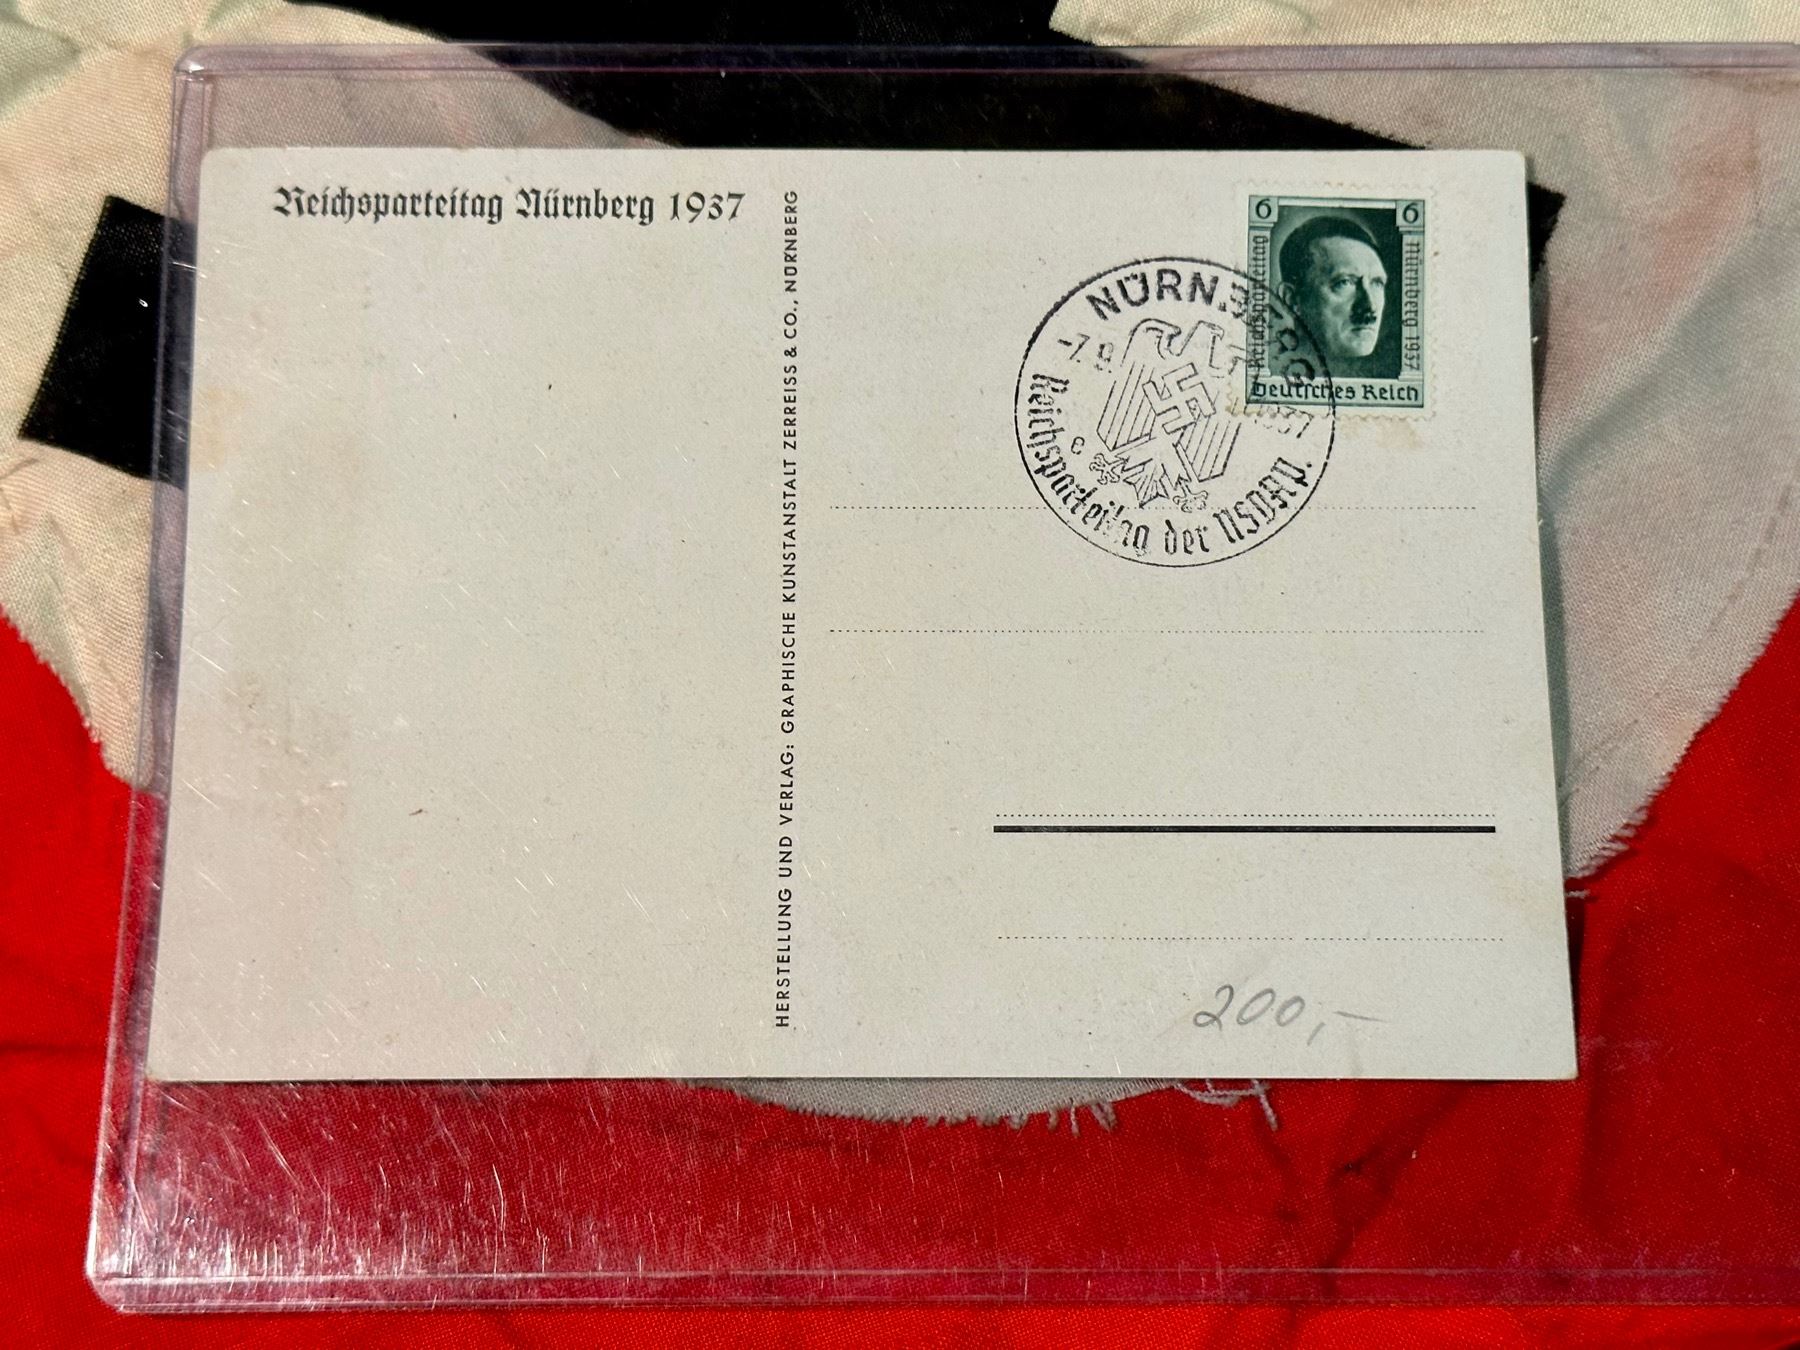 Reichsparteitag Nürnberg 1937
HERSTELLUNG UND VERLAG: GRAPHISCHE KUNSTANSTALT ZERREISS & CO., NÜRNBERG
6 6
Reichsparteitag
Nürnberg 1937
Deutsches Reich
NÜRNBERG
-7.9. 1937
c
Reichsparteitag der NSDAP.
200,-